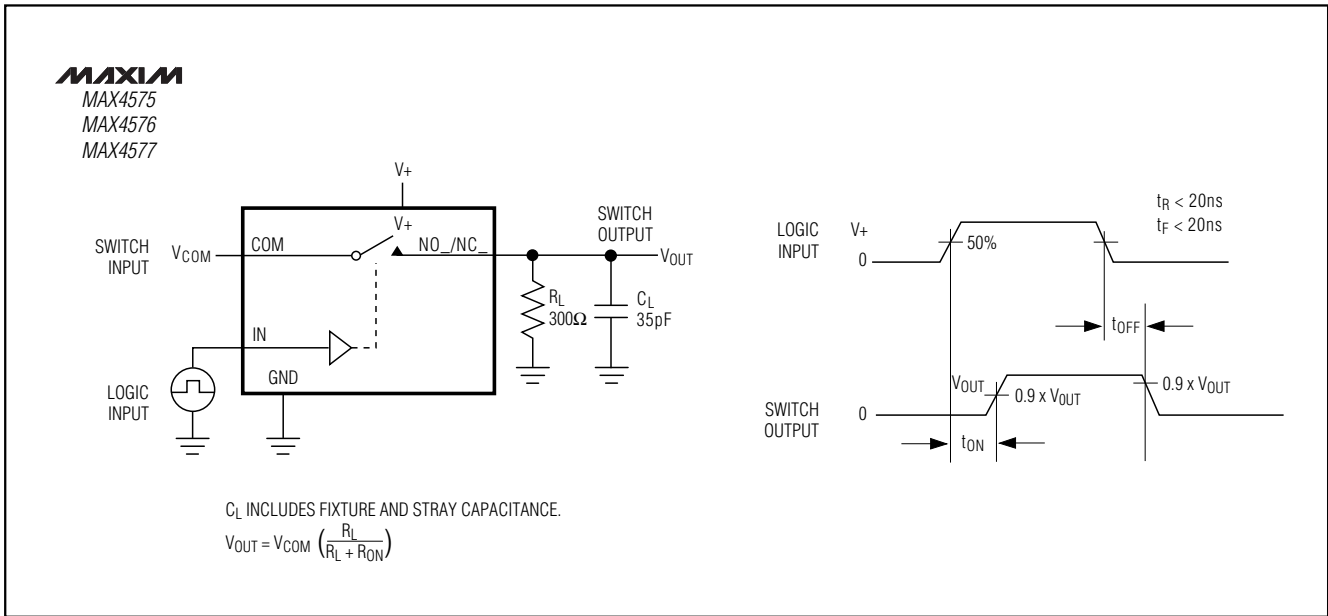 MAXIM
MAX4575
MAX4576
MAX4577
V+
V+
SWITCH
INPUT
VCOM
COM
NO_/NC_
SWITCH
OUTPUT
VOUT
RL
300Ω
CL
35pF
IN
GND
LOGIC
INPUT
CL INCLUDES FIXTURE AND STRAY CAPACITANCE.
VOUT = VCOM (RL / RL + RON)
LOGIC
INPUT
V+
0
50%
tR < 20ns
tF < 20ns
tOFF
SWITCH
OUTPUT
VOUT
0
0.9 x VOUT
0.9 x VOUT
tON